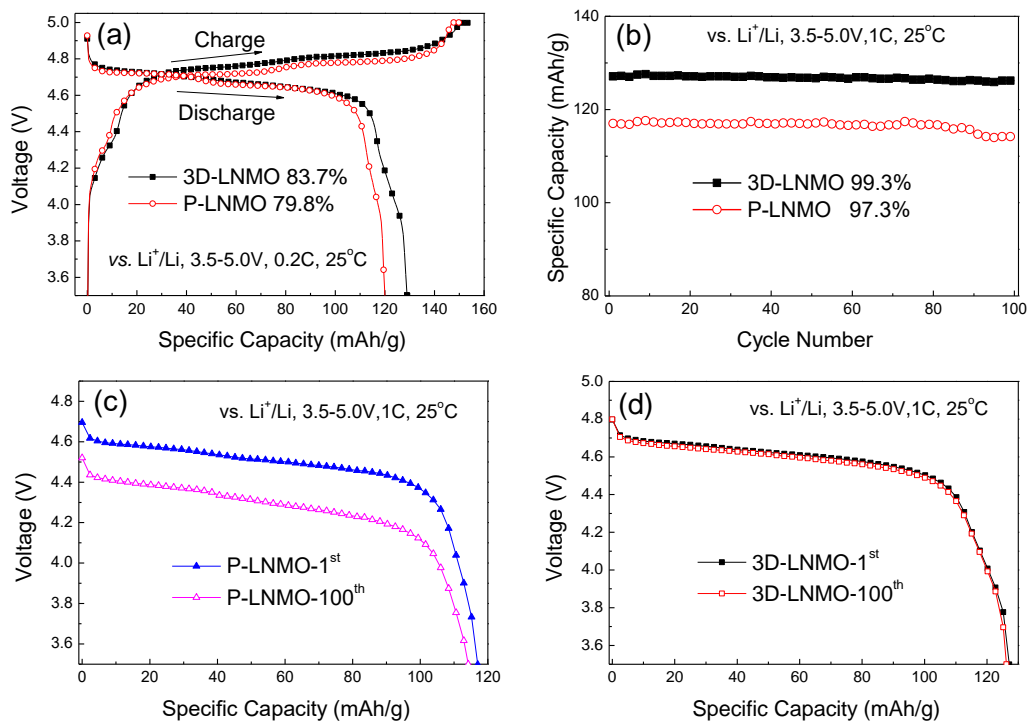 (a)
Charge
Discharge
3D-LNMO 83.7%
P-LNMO 79.8%
vs. Li⁺/Li, 3.5-5.0V, 0.2C, 25°C
Voltage (V)
5.0
4.8
4.6
4.4
4.2
4.0
3.8
3.6
0 20 40 60 80 100 120 140 160
Specific Capacity (mAh/g)
(b)
vs. Li⁺/Li, 3.5-5.0V,1C, 25°C
3D-LNMO 99.3%
P-LNMO 97.3%
Specific Capacity (mAh/g)
140
120
100
80
0 20 40 60 80 100
Cycle Number
(c)
vs. Li⁺/Li, 3.5-5.0V,1C, 25°C
P-LNMO-1ˢᵗ
P-LNMO-100ᵗʰ
Voltage (V)
4.8
4.6
4.4
4.2
4.0
3.8
3.6
0 20 40 60 80 100 120
Specific Capacity (mAh/g)
(d)
vs. Li⁺/Li, 3.5-5.0V,1C, 25°C
3D-LNMO-1ˢᵗ
3D-LNMO-100ᵗʰ
Voltage (V)
5.0
4.8
4.6
4.4
4.2
4.0
3.8
3.6
0 20 40 60 80 100 120
Specific Capacity (mAh/g)